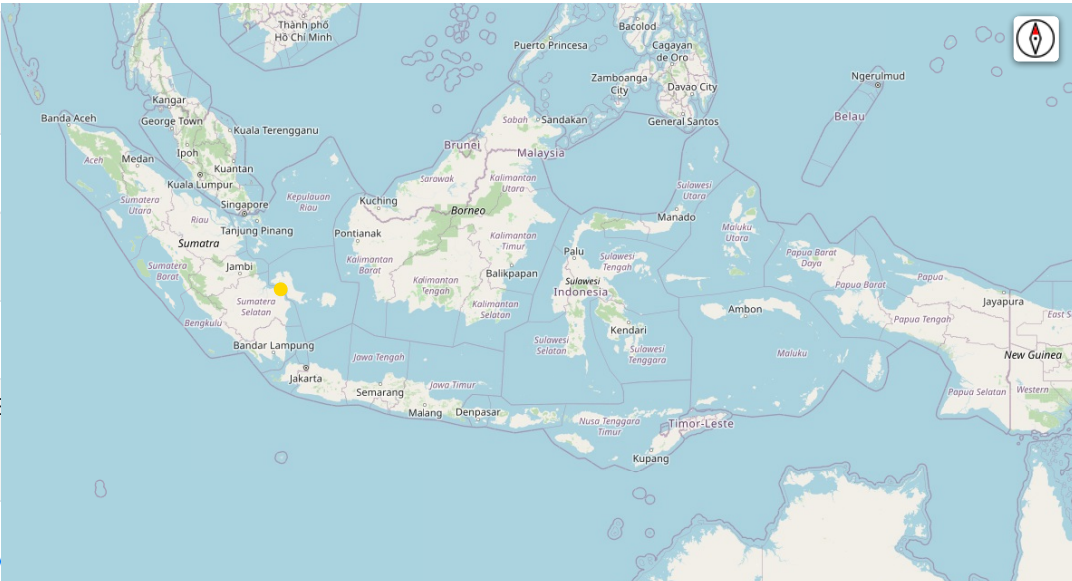 Thành phố
Hồ Chí Minh
Bacolod
Puerto Princesa
Cagayan
de Oro
Zamboanga
City
Davao City
Ngerulmud
Kangar
Banda Aceh
George Town
Kuala Terengganu
Sabah
Sandakan
General Santos
Belau
Ipoh
Brunei
Malaysia
Aceh
Medan
Kuantan
Kuala Lumpur
Sarawak
Kalimantan
Utara
Sulawesi
Utara
Sumatera
Utara
Kepulauan
Riau
Kuching
Singapore
Borneo
Riau
Manado
Tanjung Pinang
Pontianak
Kalimantan
Timur
Maluku
Utara
Sumatra
Palu
Papua Barat
Daya
Sumatera
Barat
Jambi
Kalimantan
Barat
Sulawesi
Tengah
Balikpapan
Papua
Papua Barat
Kalimantan
Tengah
Sulawesi
Indonesia
Sumatera
Selatan
Kalimantan
Selatan
Ambon
Jayapura
Papua Tengah
East S
Bengkulu
Kendari
Bandar Lampung
Sulawesi
Selatan
Sulawesi
Tenggara
Jawa Tengah
Maluku
New Guinea
Jakarta
Semarang
Jawa Timur
Papua Selatan
Western
Malang
Denpasar
Nusa Tenggara
Timur
Timor-Leste
Kupang